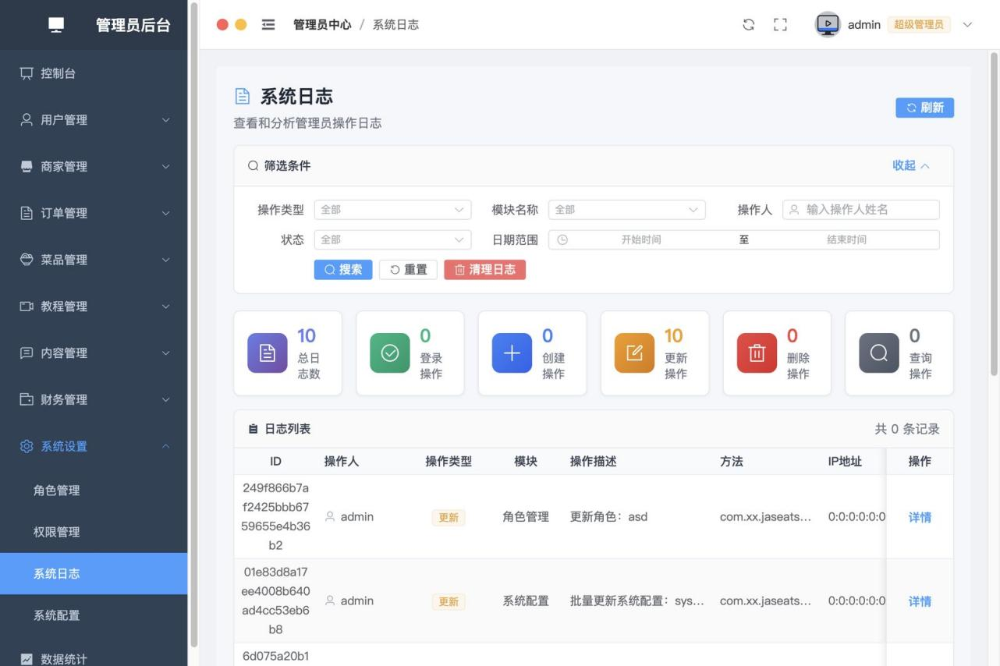 管理员后台
控制台
用户管理
商家管理
订单管理
菜品管理
教程管理
内容管理
财务管理
系统设置
角色管理
权限管理
系统日志
系统配置
数据统计
管理员中心 / 系统日志
admin 超级管理员
系统日志
查看和分析管理员操作日志
刷新
筛选条件
收起
操作类型 全部 模块名称 全部 操作人 输入操作人姓名
状态 全部 日期范围 开始时间 至 结束时间
搜索 重置 清理日志
10
总日
志数
0
登录
操作
0
创建
操作
10
更新
操作
0
删除
操作
0
查询
操作
日志列表 共 0 条记录
ID 操作人 操作类型 模块 操作描述 方法 IP地址 操作
249f866b7a
f2425bbb67
59655e4b36
b2
admin 更新 角色管理 更新角色：asd com.xx.jaseats... 0:0:0:0:0:0 详情
01e83d8a17
ee4008b640
ad4cc53eb6
b8
admin 更新 系统配置 批量更新系统配置：sys... com.xx.jaseats... 0:0:0:0:0:0 详情
6d075a20b1